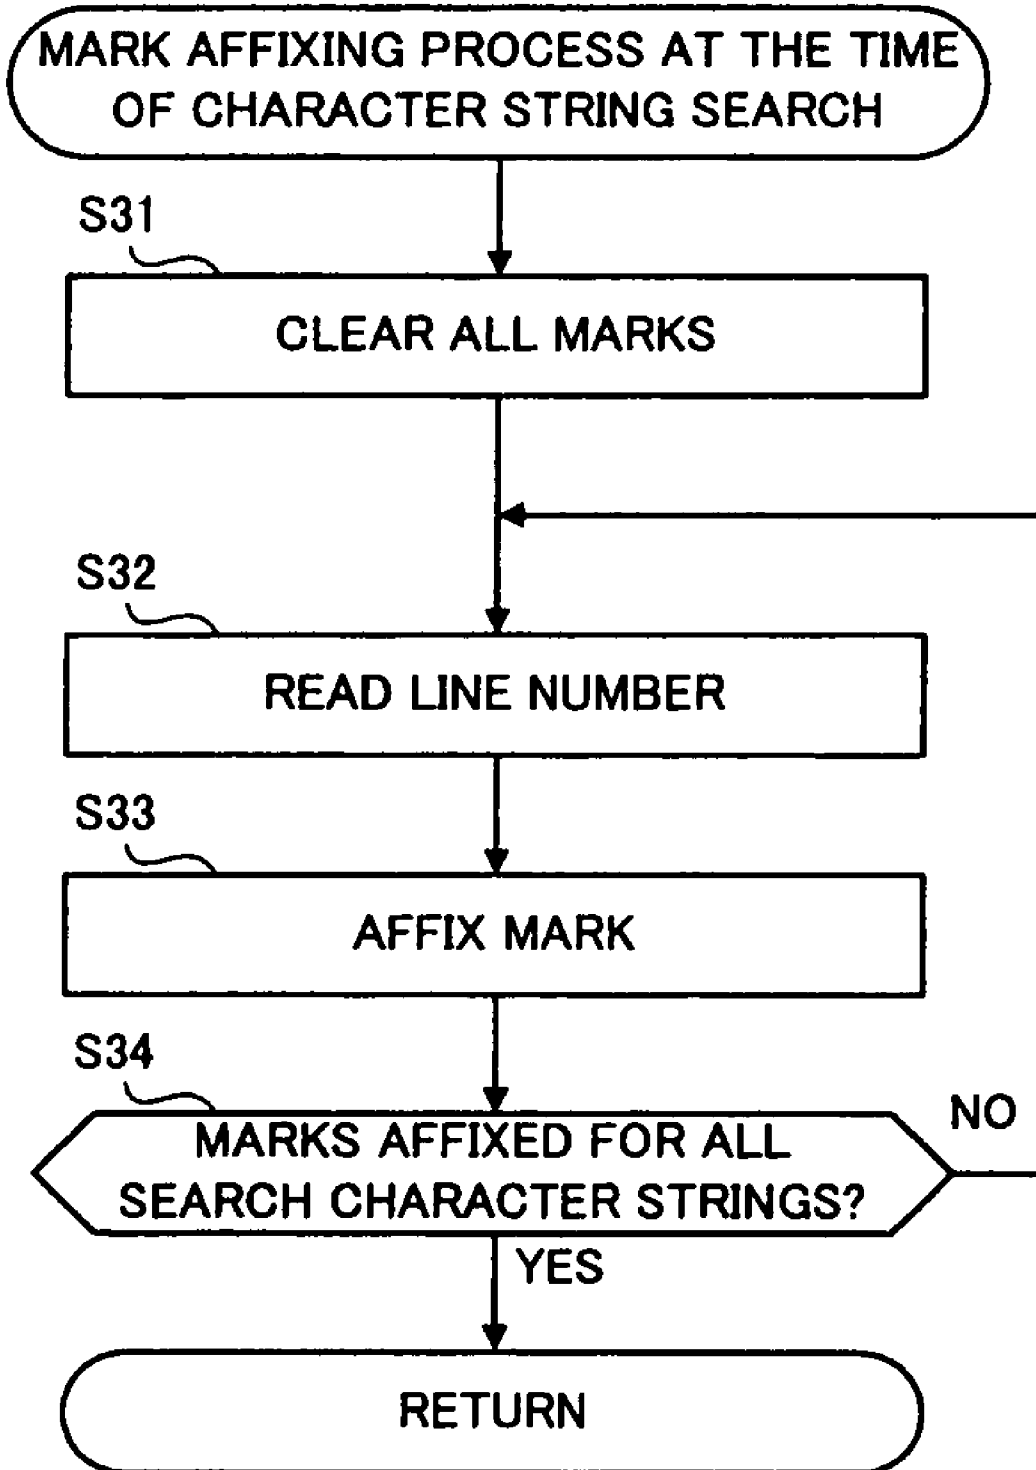 MARK AFFIXING PROCESS AT THE TIME
OF CHARACTER STRING SEARCH
S31
CLEAR ALL MARKS
S32
READ LINE NUMBER
S33
AFFIX MARK
S34
MARKS AFFIXED FOR ALL
SEARCH CHARACTER STRINGS?
NO
YES
RETURN